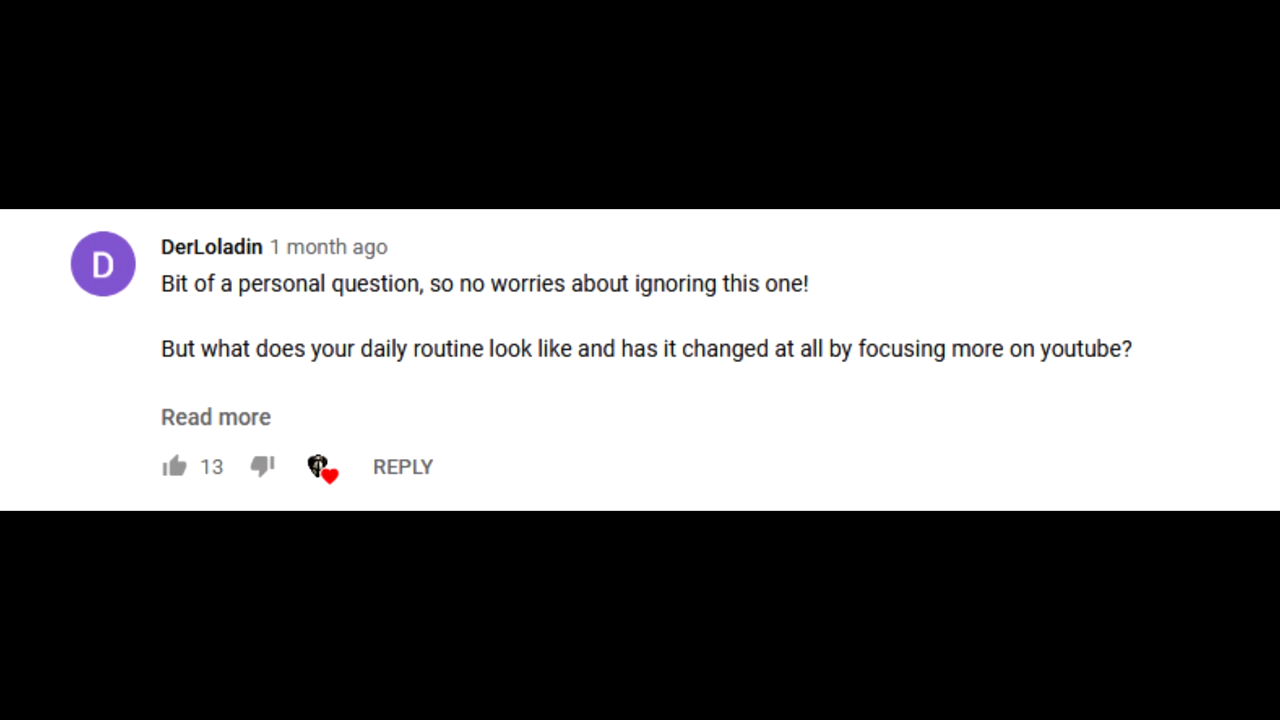 D
DerLoladin 1 month ago
Bit of a personal question, so no worries about ignoring this one!
But what does your daily routine look like and has it changed at all by focusing more on youtube?
Read more
13 REPLY